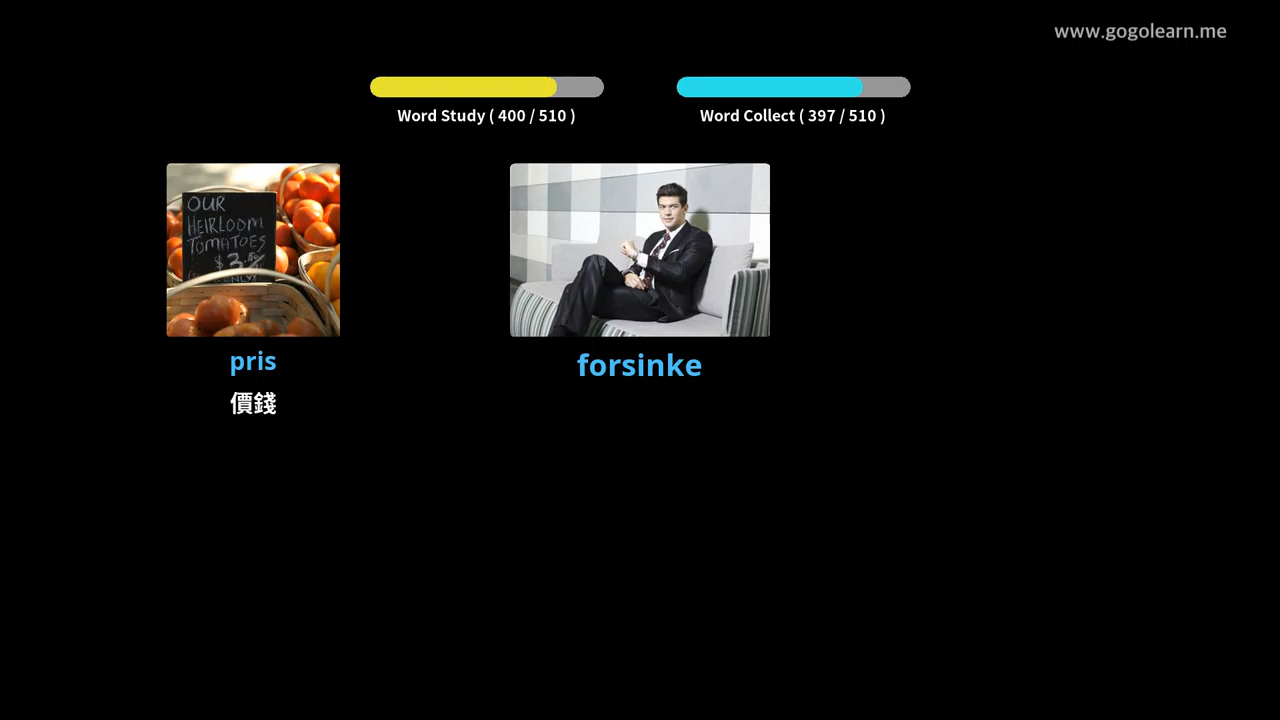 www.gogolearn.me
Word Study ( 400 / 510 )
Word Collect ( 397 / 510 )
OUR
HEIRLOOM
TOMATOES
pris
forsinke
價錢